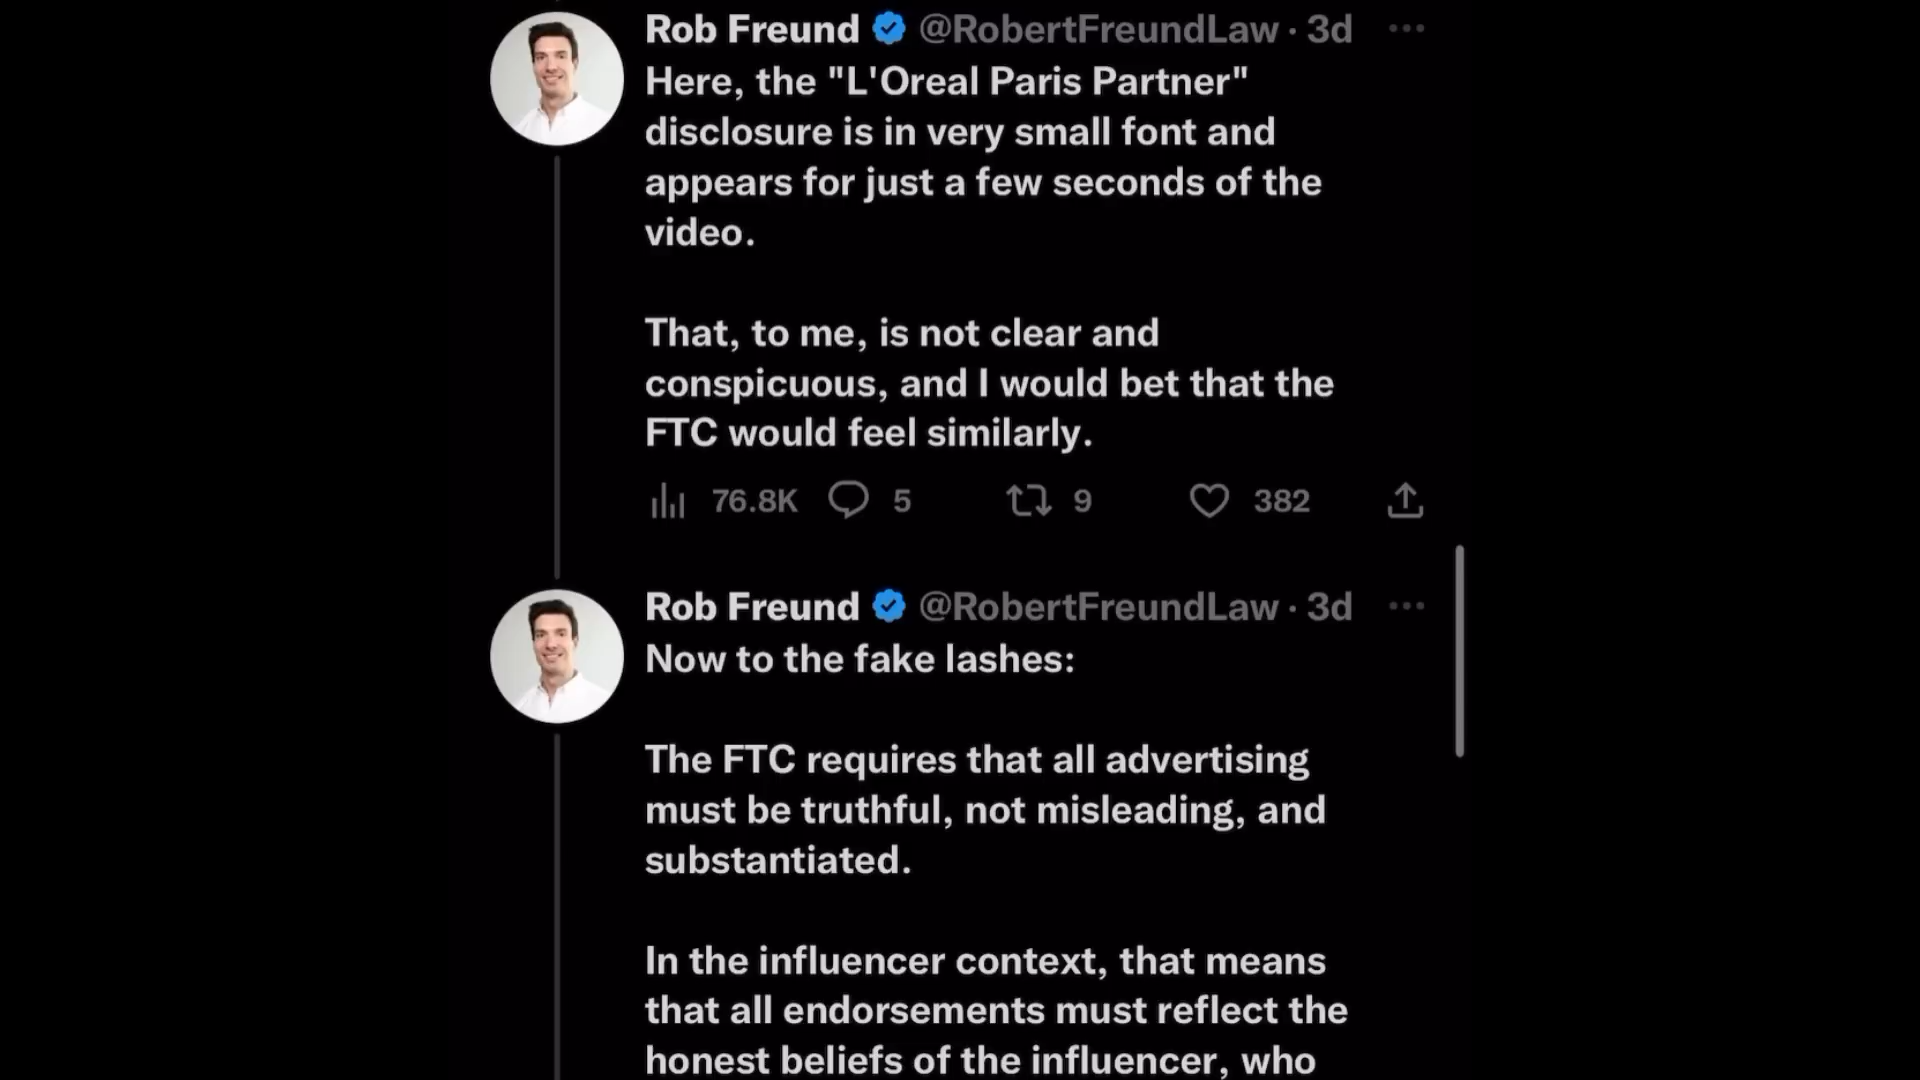 Rob Freund @RobertFreundLaw · 3d
Here, the "L'Oreal Paris Partner"
disclosure is in very small font and
appears for just a few seconds of the
video.
That, to me, is not clear and
conspicuous, and I would bet that the
FTC would feel similarly.
76.8K 5 9 382
Rob Freund @RobertFreundLaw · 3d
Now to the fake lashes:
The FTC requires that all advertising
must be truthful, not misleading, and
substantiated.
In the influencer context, that means
that all endorsements must reflect the
honest beliefs of the influencer, who